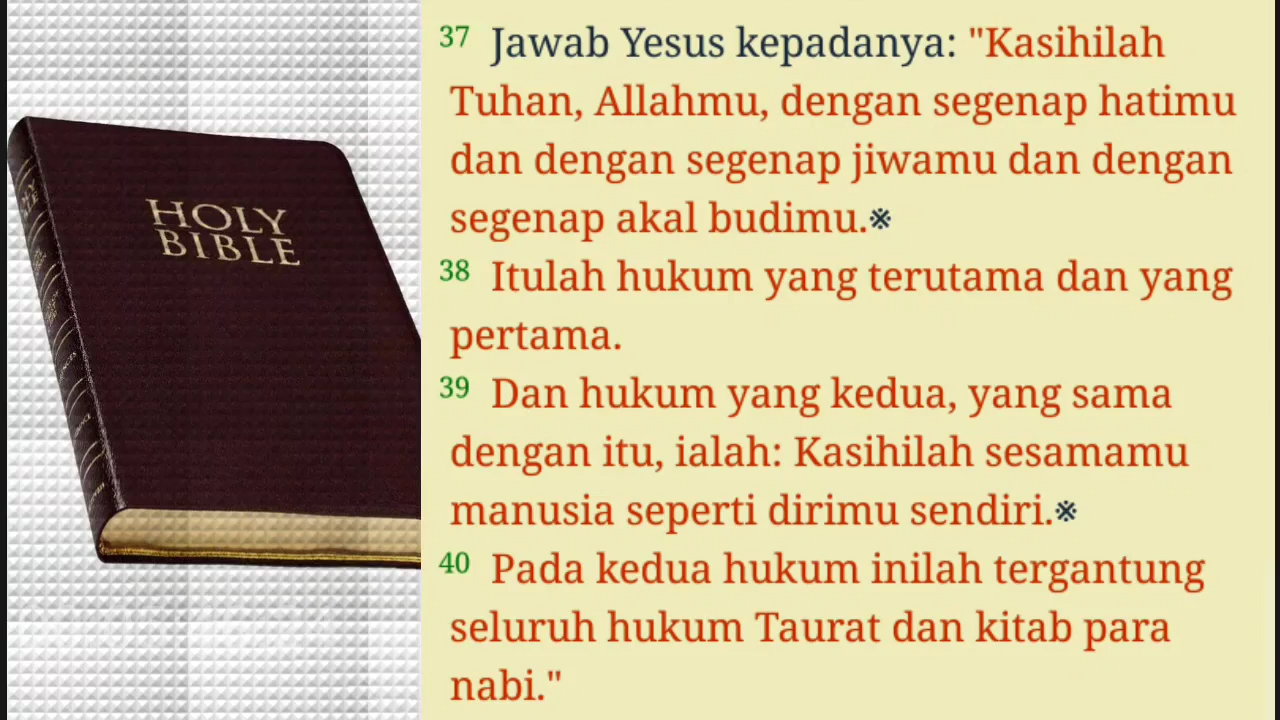 HOLY
BIBLE
37 Jawab Yesus kepadanya: "Kasihilah
Tuhan, Allahmu, dengan segenap hatimu
dan dengan segenap jiwamu dan dengan
segenap akal budimu.※
38 Itulah hukum yang terutama dan yang
pertama.
39 Dan hukum yang kedua, yang sama
dengan itu, ialah: Kasihilah sesamamu
manusia seperti dirimu sendiri.※
40 Pada kedua hukum inilah tergantung
seluruh hukum Taurat dan kitab para
nabi."